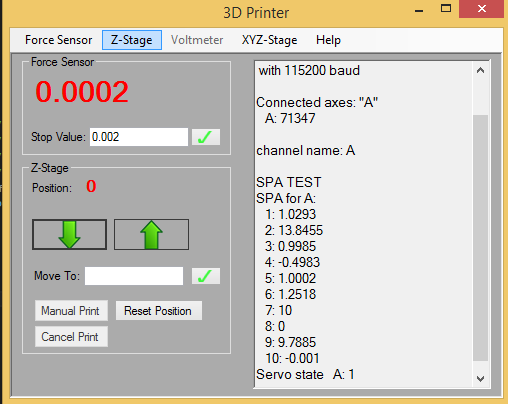 3D Printer
Force Sensor Z-Stage Voltmeter XYZ-Stage Help
Force Sensor
0.0002
Stop Value: 0.002
Z-Stage
Position: 0
Move To:
Manual Print Reset Position
Cancel Print
with 115200 baud
Connected axes: "A"
A: 71347
channel name: A
SPA TEST
SPA for A:
1: 1.0293
2: 13.8455
3: 0.9985
4: -0.4983
5: 1.0002
6: 1.2518
7: 10
8: 0
9: 9.7885
10: -0.001
Servo state A: 1